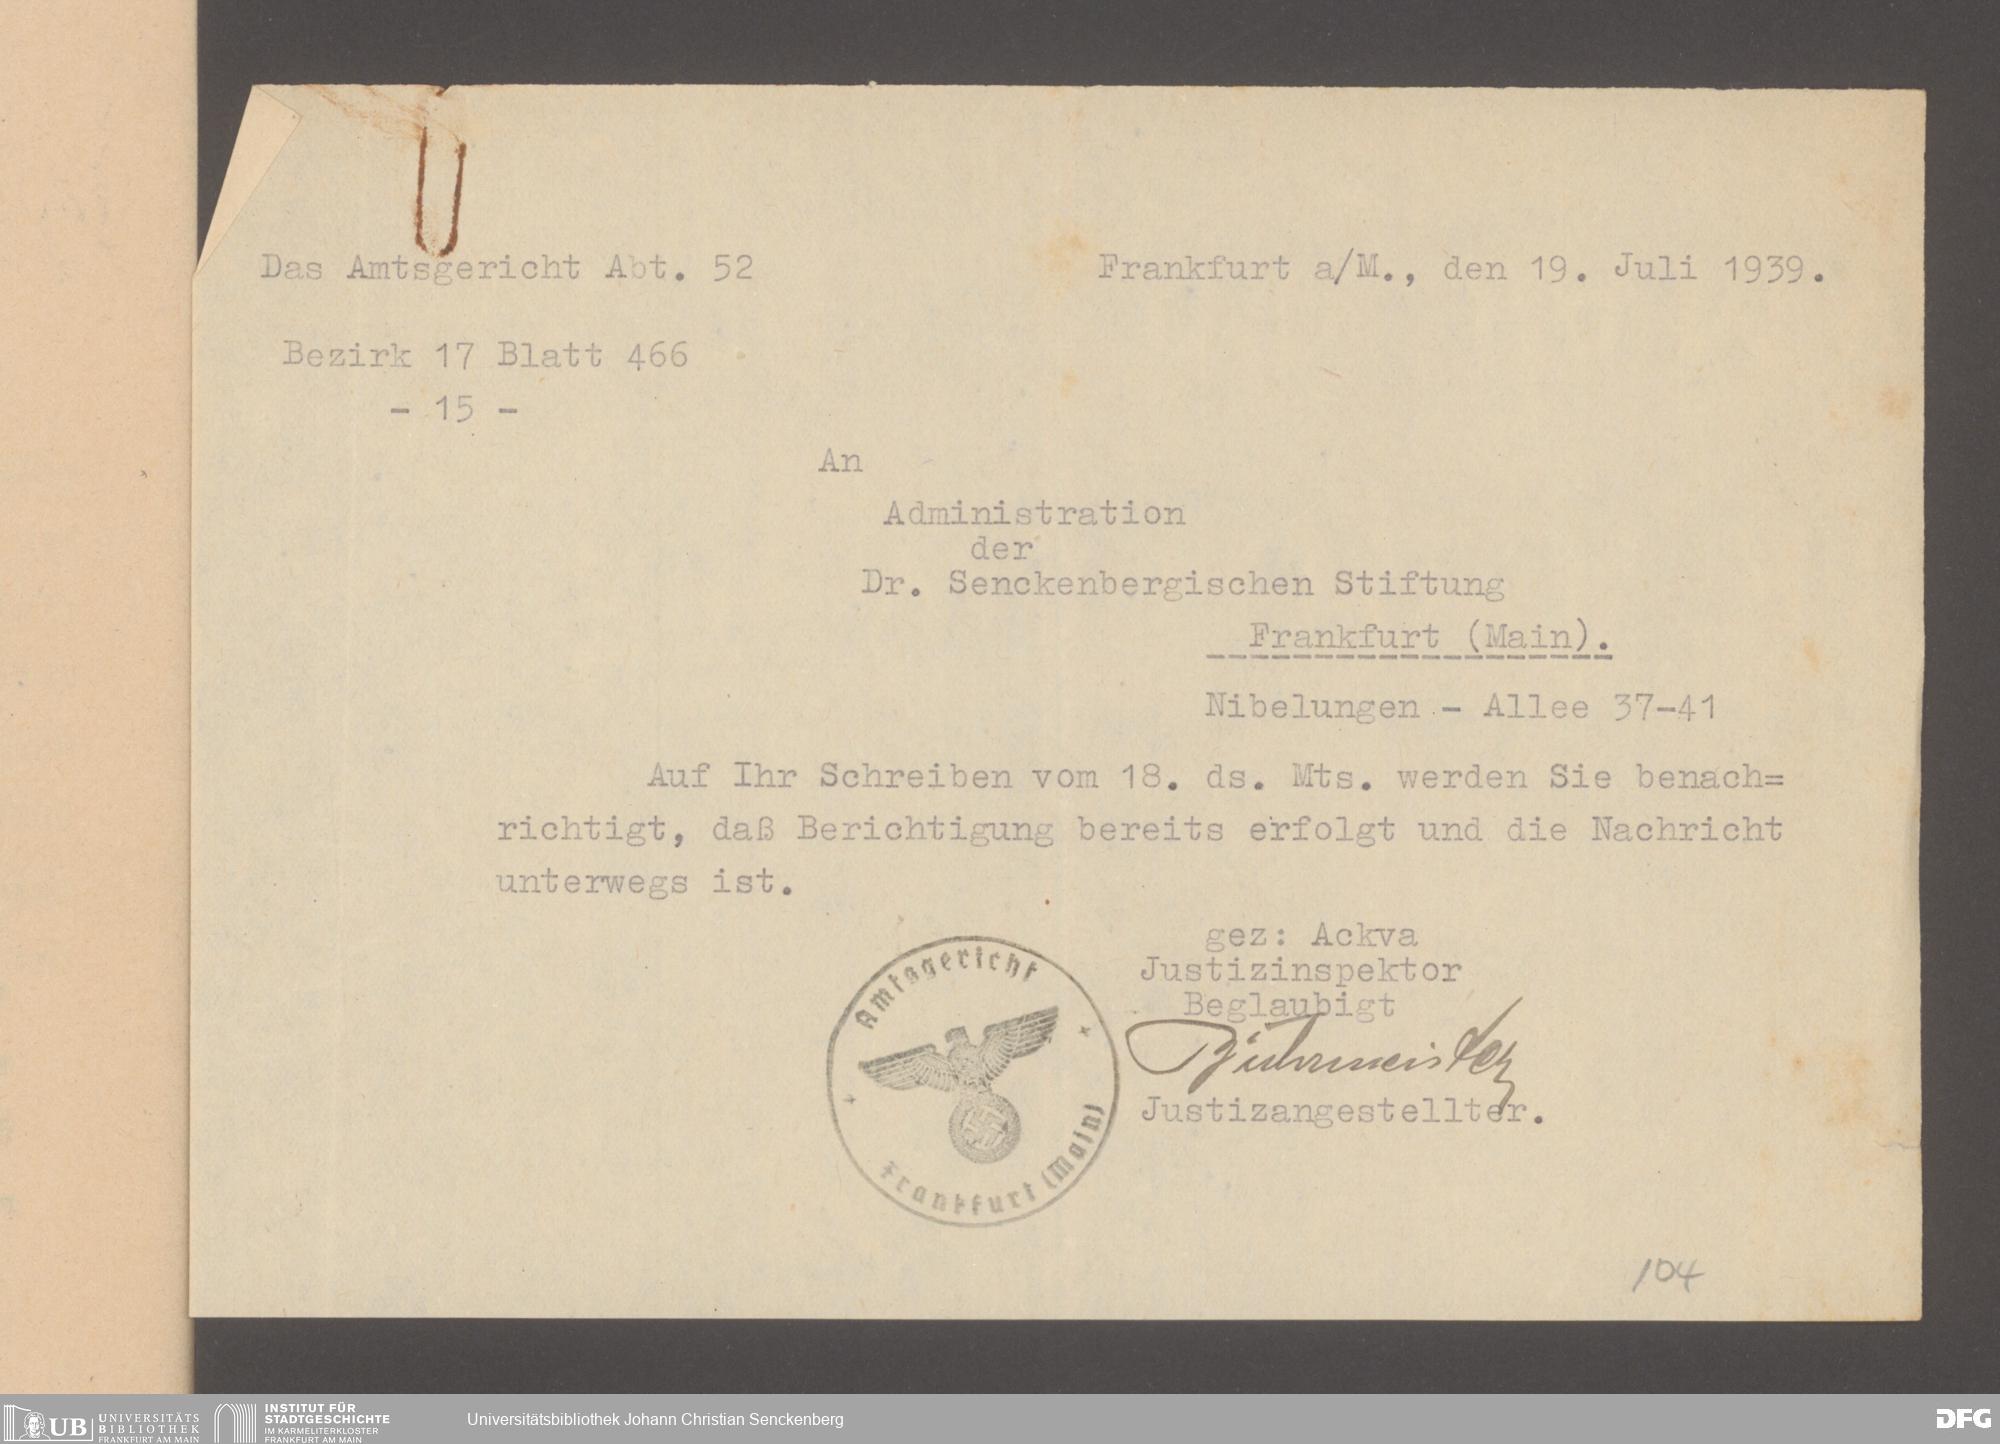 Das Amtsgericht Abt. 52
Frankfurt a/M., den 19. Juli 1939.
Bezirk 17 Blatt 466
- 15 -
An
Administration
der
Dr. Senckenbergischen Stiftung
Frankfurt (Main).
Nibelungen - Allee 37-41
Auf Ihr Schreiben vom 18. ds. Mts. werden Sie benach=
richtigt, daß Berichtigung bereits erfolgt und die Nachricht
unterwegs ist.
gez: Ackva
Justizinspektor
Beglaubigt
Justizangestellter.
Amtsgericht
Frankfurt (Main)
104
UB
UNIVERSITÄTS
BIBLIOTHEK
FRANKFURT AM MAIN
INSTITUT FÜR
STADTGESCHICHTE
IM KARMELITERKLOSTER
FRANKFURT AM MAIN
Universitätsbibliothek Johann Christian Senckenberg
DFG